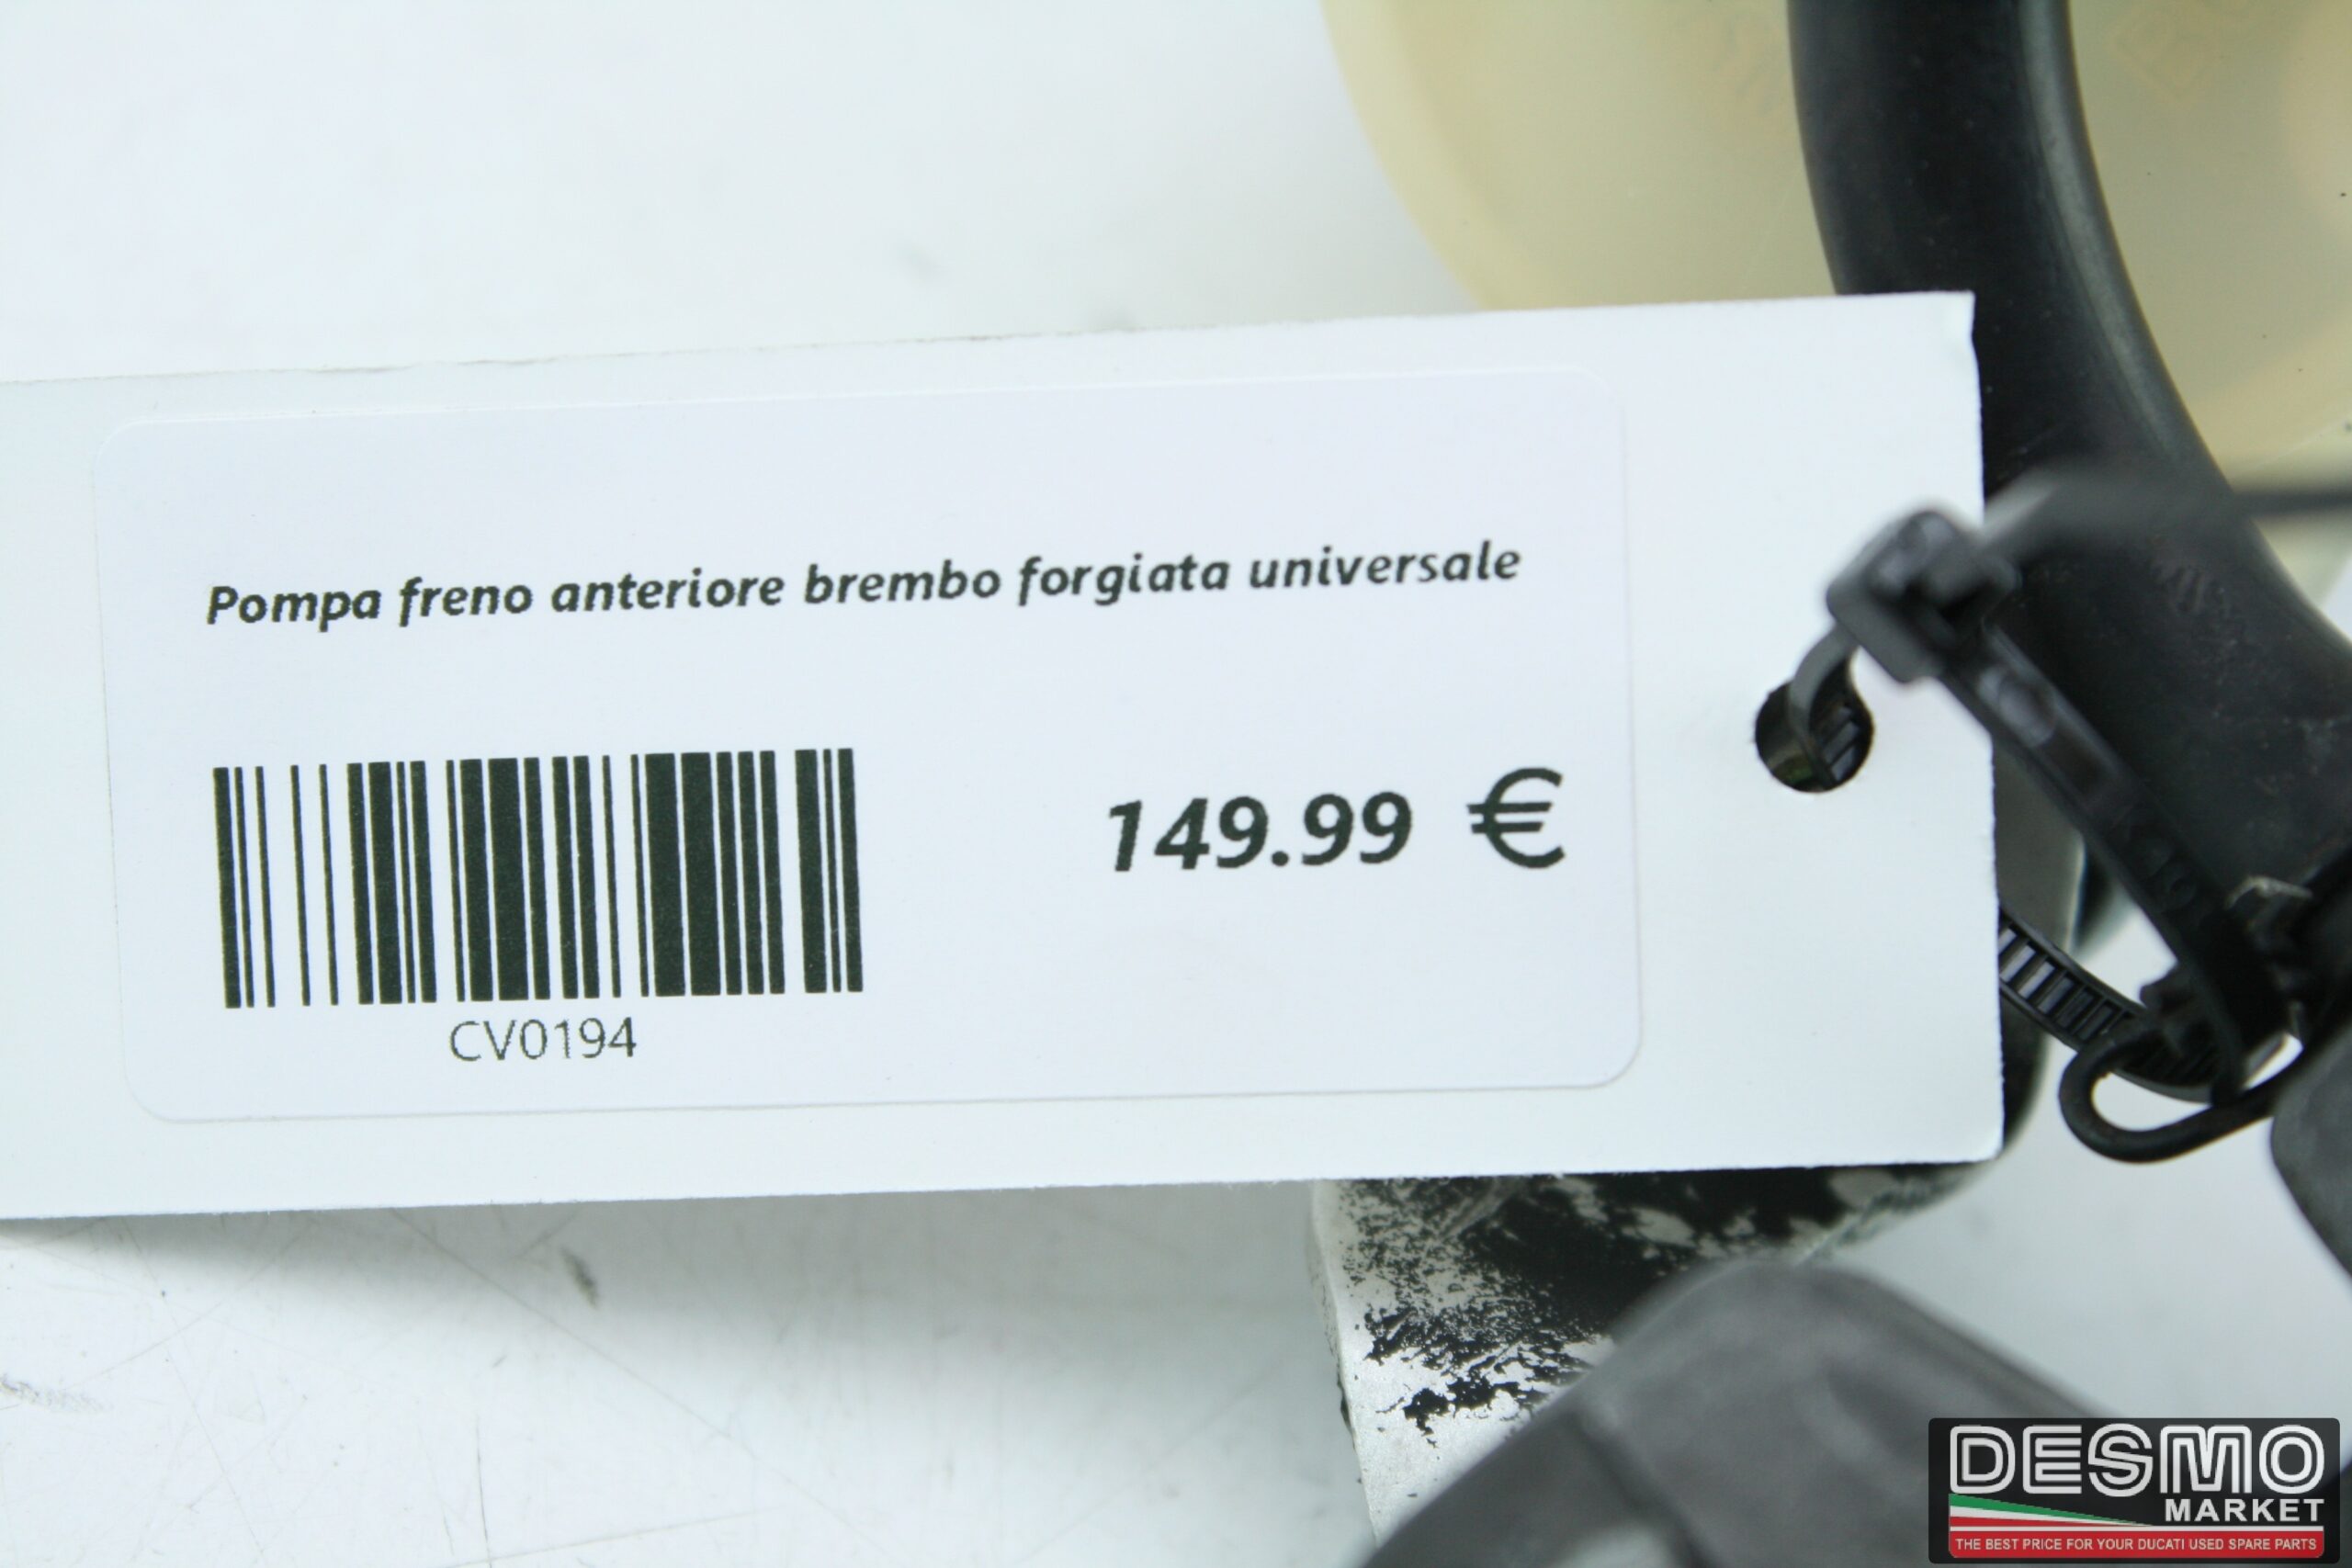 Pompa freno anteriore brembo forgiata universale
149.99 €
CV0194
DESMO
MARKET
THE BEST PRICE FOR YOUR DUCATI USED SPARE PARTS